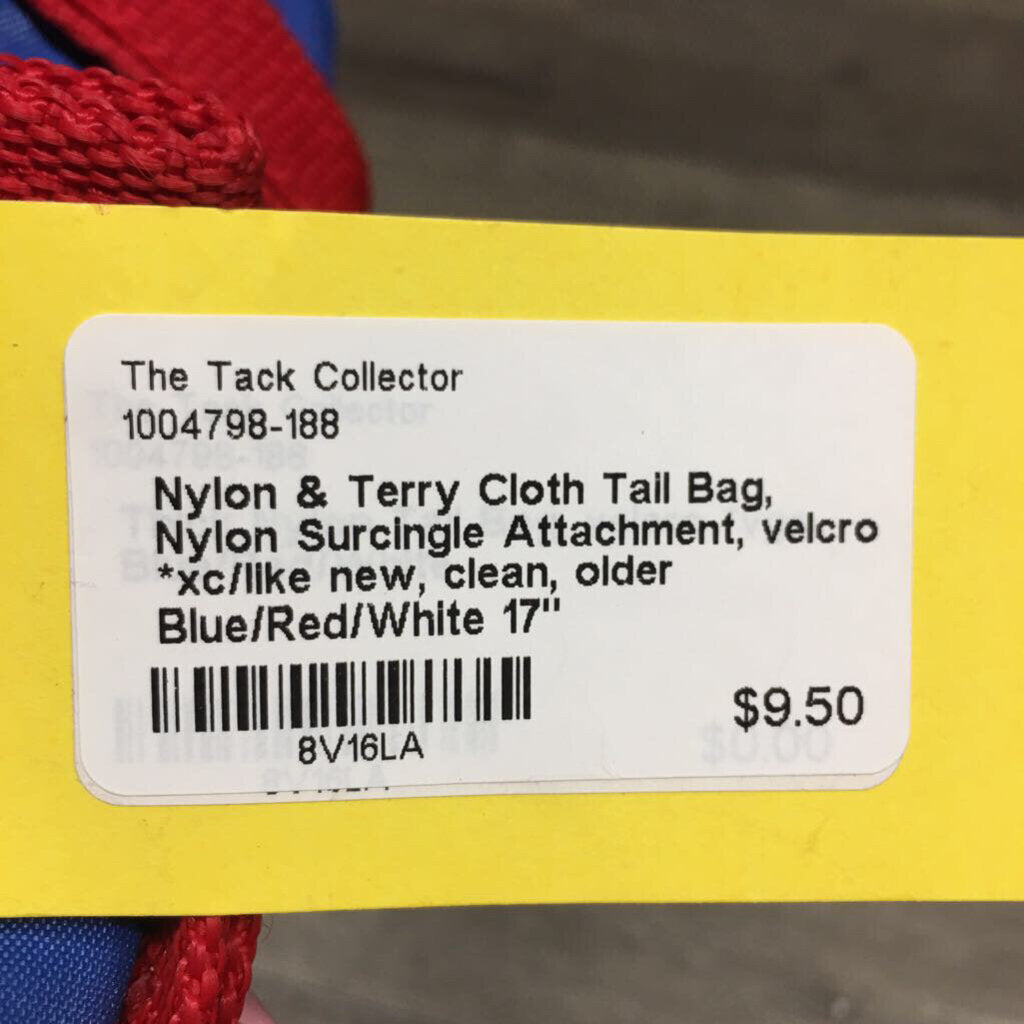 The Tack Collector
1004798-188
Nylon & Terry Cloth Tail Bag,
Nylon Surcingle Attachment, velcro
*xc/like new, clean, older
Blue/Red/White 17"
8V16LA
$9.50